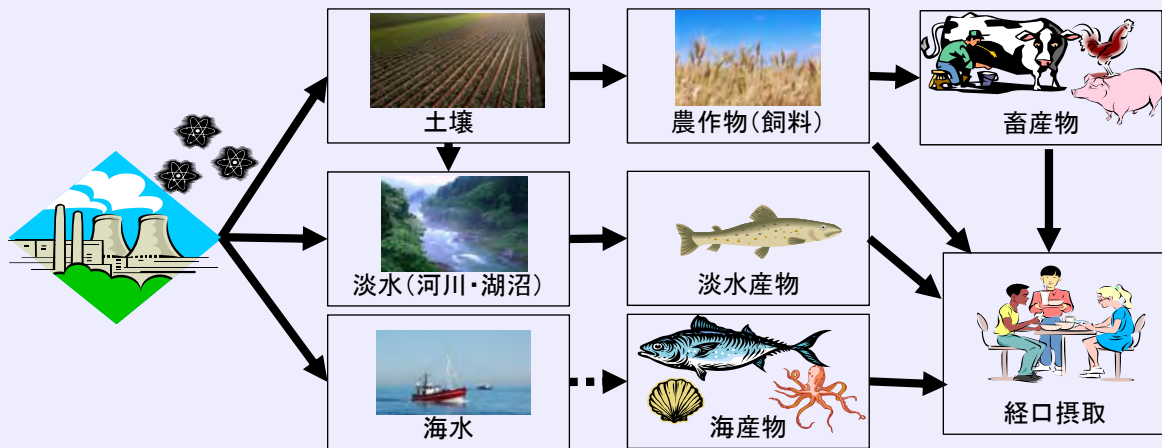 土壌
農作物(飼料)
畜産物
淡水(河川・湖沼)
淡水産物
海水
海産物
経口摂取